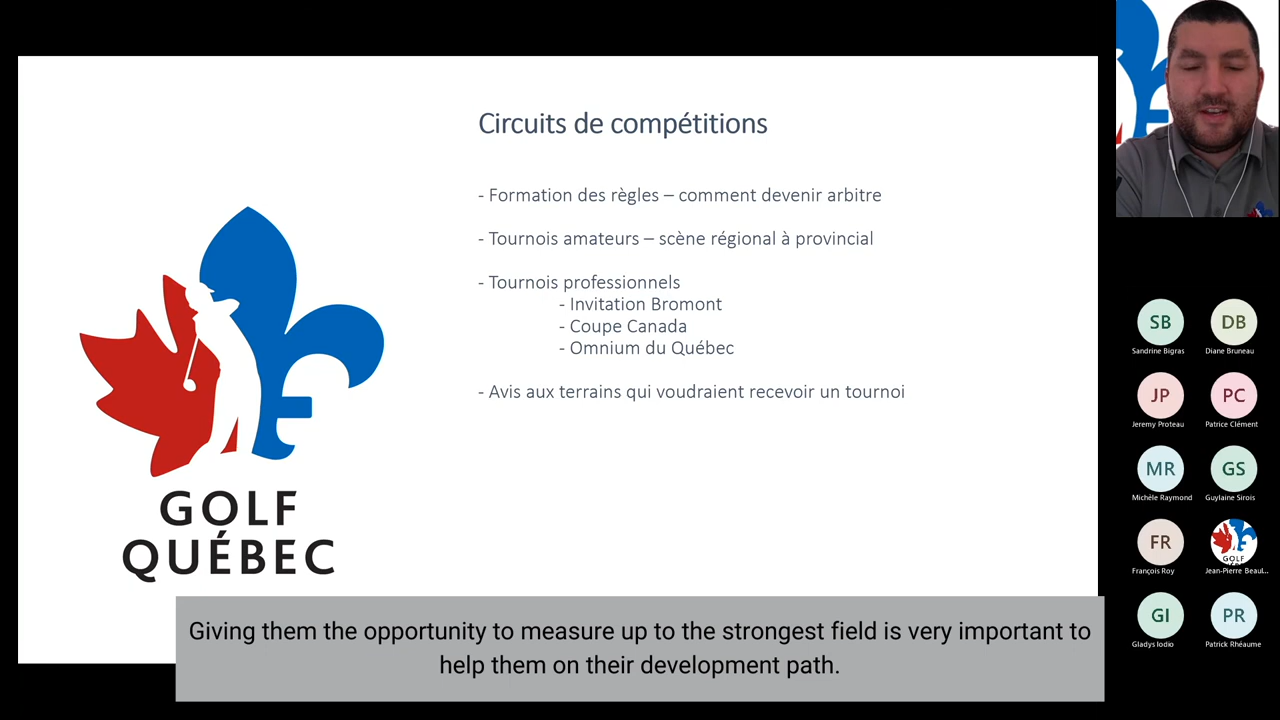 Circuits de compétitions
- Formation des règles – comment devenir arbitre
- Tournois amateurs – scène régional à provincial
- Tournois professionnels
- Invitation Bromont
- Coupe Canada
- Omnium du Québec
- Avis aux terrains qui voudraient recevoir un tournoi
GOLF
QUÉBEC
Giving them the opportunity to measure up to the strongest field is very important to
help them on their development path.
SB
DB
Sandrine Bigras
Diane Bruneau
JP
PC
Jeremy Proteau
Patrice Clément
MR
GS
Michèle Raymond
Guylaine Sirois
FR
GOLF
François Roy
Jean-Pierre Beaul...
GI
PR
Gladys Iodio
Patrick Rhéaume